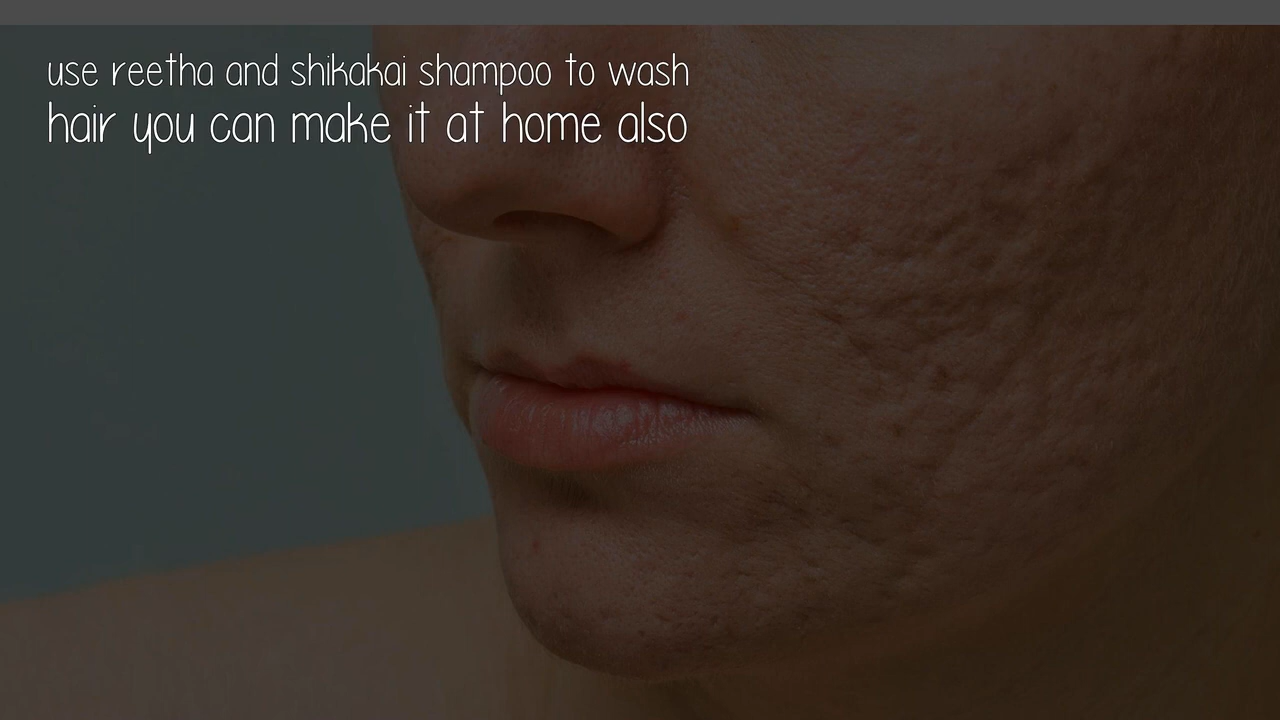 use reetha and shikakai shampoo to wash
hair you can make it at home also